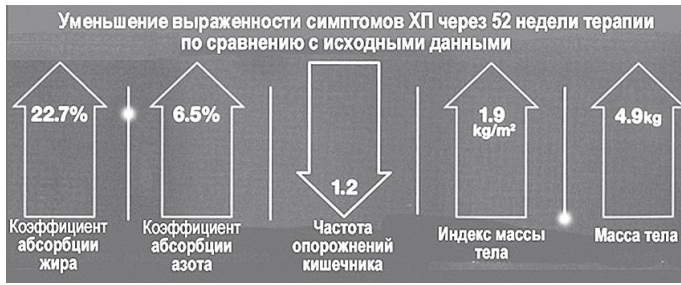 Уменьшение выраженности симптомов ХП через 52 недели терапии
по сравнению с исходными данными
22.7%
6.5%
1.2
1.9
kg/m²
4.9kg
Коэффициент
абсорбции
жира
Коэффициент
абсорбции
азота
Частота
опорожнений
кишечника
Индекс массы
тела
Масса тела